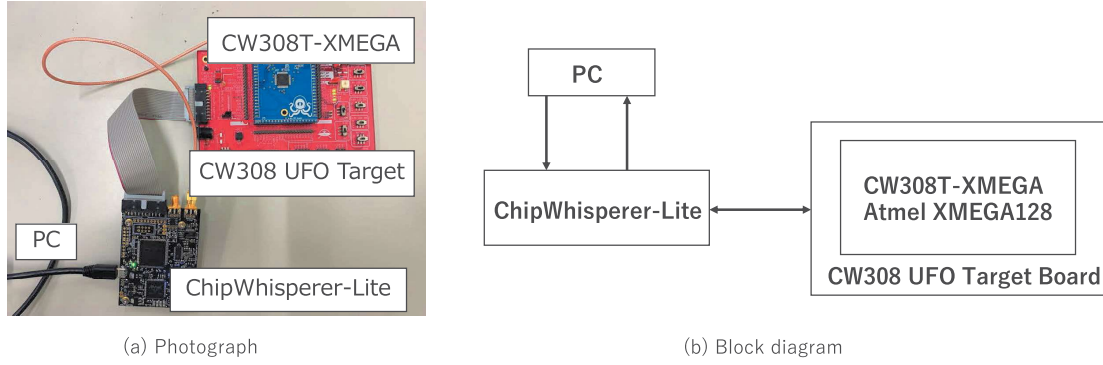 CW308T-XMEGA
CW308 UFO Target
PC
ChipWhisperer-Lite
(a) Photograph
PC
ChipWhisperer-Lite
CW308T-XMEGA
Atmel XMEGA128
CW308 UFO Target Board
(b) Block diagram